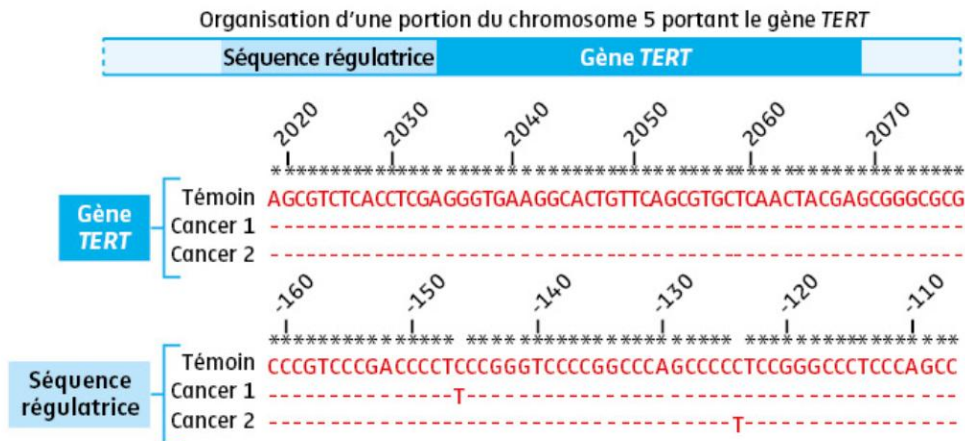 Organisation d’une portion du chromosome 5 portant le gène TERT
Séquence régulatrice Gène TERT
2020 2030 2040 2050 2060 2070
************************************************************
Gène TERT
Témoin AGCGTCTCACCTCGAGGGTGAAGGCACTGTTCAGCGTGCTCAACTACGAGCGGGCGCG
Cancer 1 ------------------------------------------------------------
Cancer 2 ------------------------------------------------------------
-160 -150 -140 -130 -120 -110
*************** ********************** *****************
Séquence régulatrice
Témoin CCCGTCCCGACCCCTCCCGGGTCCCCGGCCCAGCCCCCTCCGGGCCCTCCCAGCC
Cancer 1 ---------------T----------------------------------------
Cancer 2 --------------------------------------T-----------------